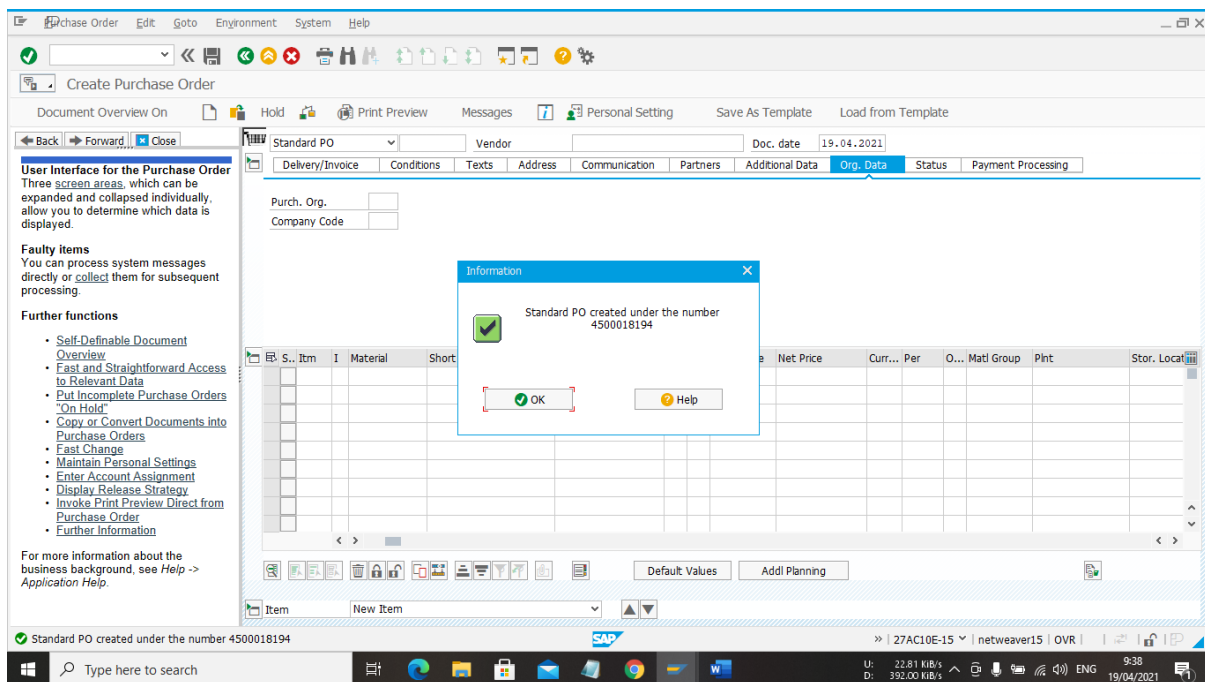 Purchase Order Edit Goto Environment System Help
Create Purchase Order
Document Overview On Hold Print Preview Messages Personal Setting Save As Template Load from Template
Back Forward Close
Standard PO Vendor Doc. date 19.04.2021
Delivery/Invoice Conditions Texts Address Communication Partners Additional Data Org. Data Status Payment Processing
User Interface for the Purchase Order
Three screen areas, which can be
expanded and collapsed individually,
allow you to determine which data is
displayed.
Faulty items
You can process system messages
directly or collect them for subsequent
processing.
Further functions
• Self-Definable Document
Overview
• Fast and Straightforward Access
to Relevant Data
• Put Incomplete Purchase Orders
"On Hold"
• Copy or Convert Documents into
Purchase Orders
• Fast Change
• Maintain Personal Settings
• Enter Account Assignment
• Display Release Strategy
• Invoke Print Preview Direct from
Purchase Order
• Further Information
For more information about the
business background, see Help ->
Application Help.
Purch. Org.
Company Code
Information
Standard PO created under the number
4500018194
OK Help
S.. Itm I Material Short Net Price Curr... Per O... Matl Group Plnt Stor. Locat
Default Values Addl Planning
Item New Item
Standard PO created under the number 4500018194
SAP
27AC10E-15 netweaver15 OVR
Type here to search
U: 22.81 KiB/s
D: 392.00 KiB/s
ENG
9:38
19/04/2021